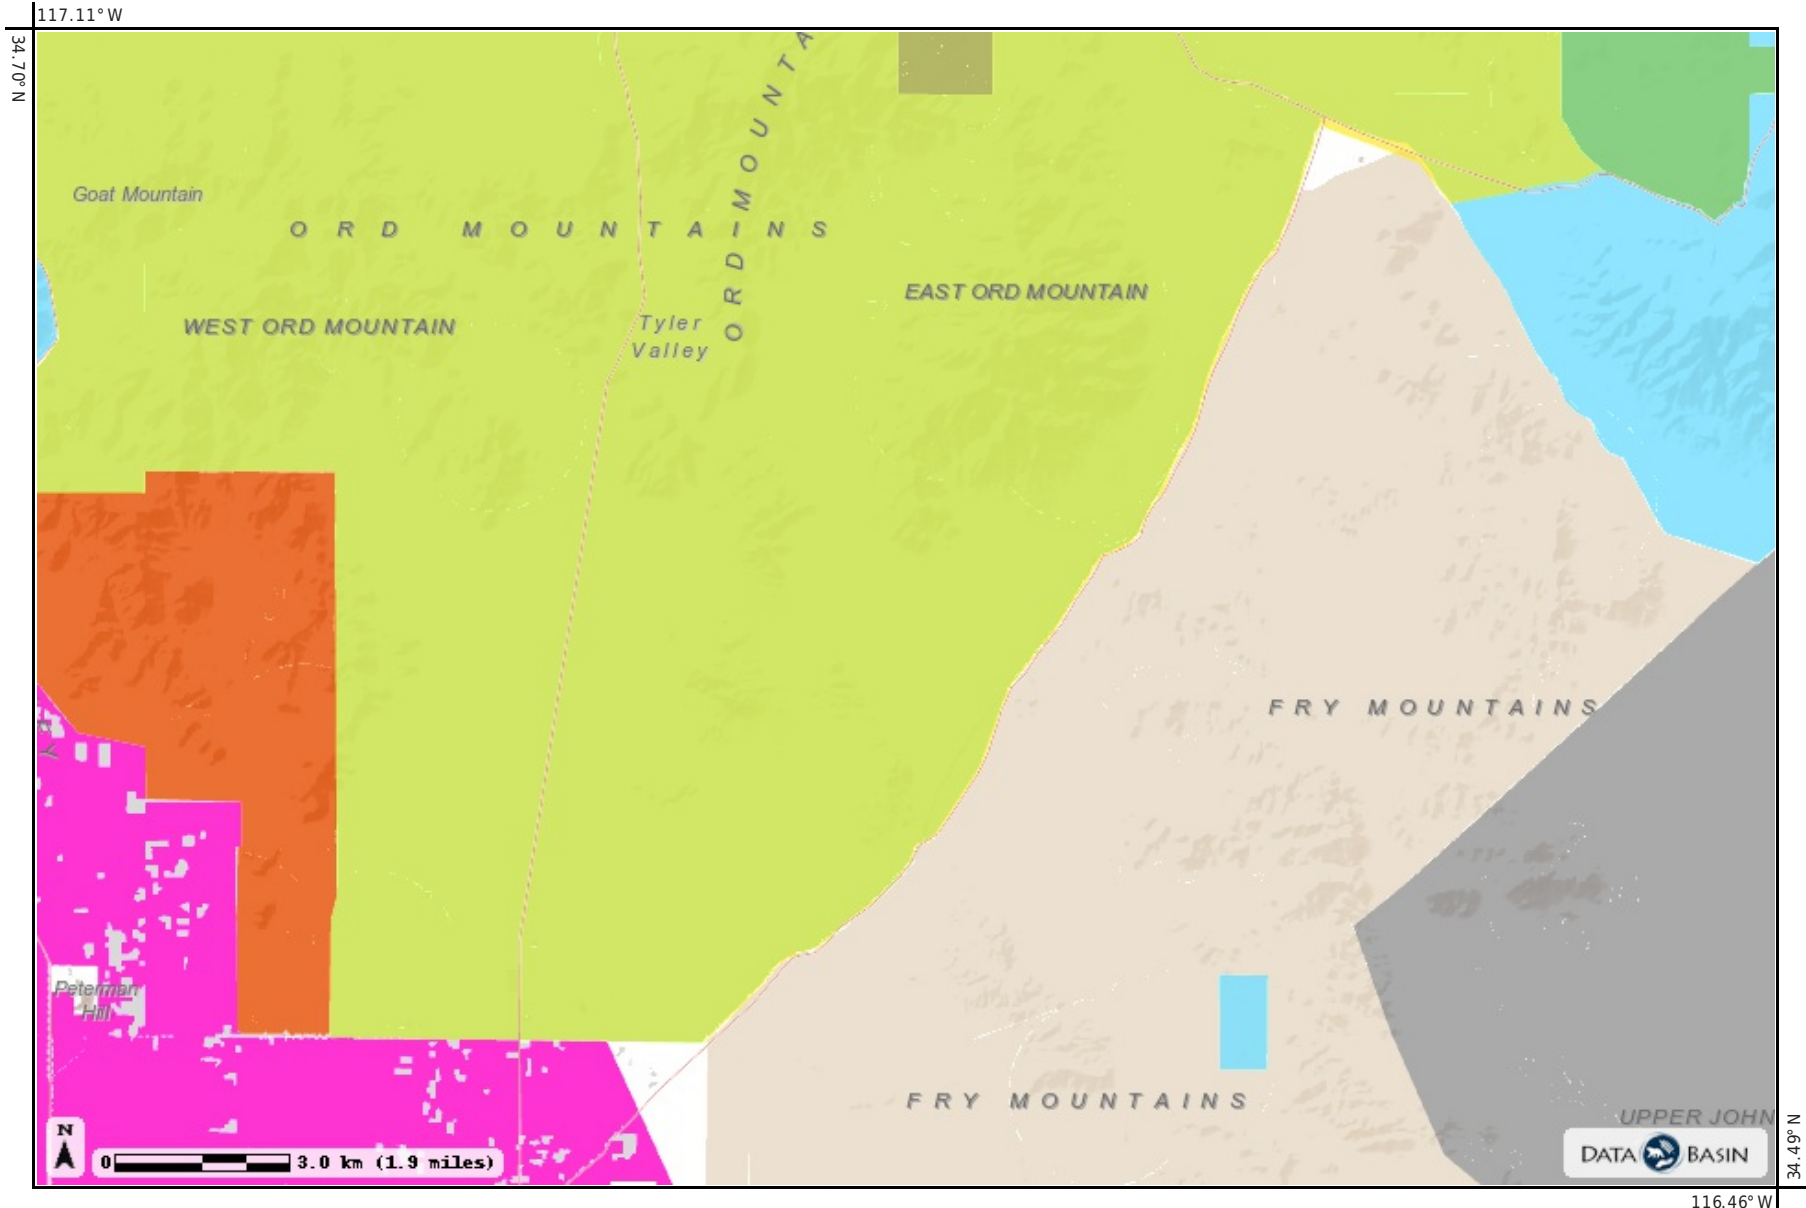 117.11° W
34.70° N
ORD MOUNTA
Goat Mountain
ORD MOUNTAINS
EAST ORD MOUNTAIN
WEST ORD MOUNTAIN
Tyler
Valley
FRY MOUNTAINS
Peterman
Hill
FRY MOUNTAINS
UPPER JOHN
N
0 3.0 km (1.9 miles)
DATA BASIN
34.49° N
116.46° W